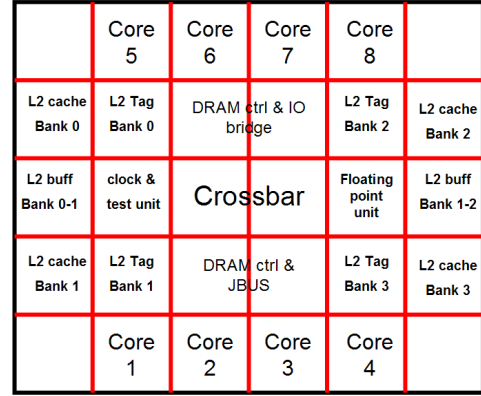 Core 5
Core 6
Core 7
Core 8
L2 cache Bank 0
L2 Tag Bank 0
DRAM ctrl & IO bridge
L2 Tag Bank 2
L2 cache Bank 2
L2 buff Bank 0-1
clock & test unit
Crossbar
Floating point unit
L2 buff Bank 1-2
L2 cache Bank 1
L2 Tag Bank 1
DRAM ctrl & JBUS
L2 Tag Bank 3
L2 cache Bank 3
Core 1
Core 2
Core 3
Core 4